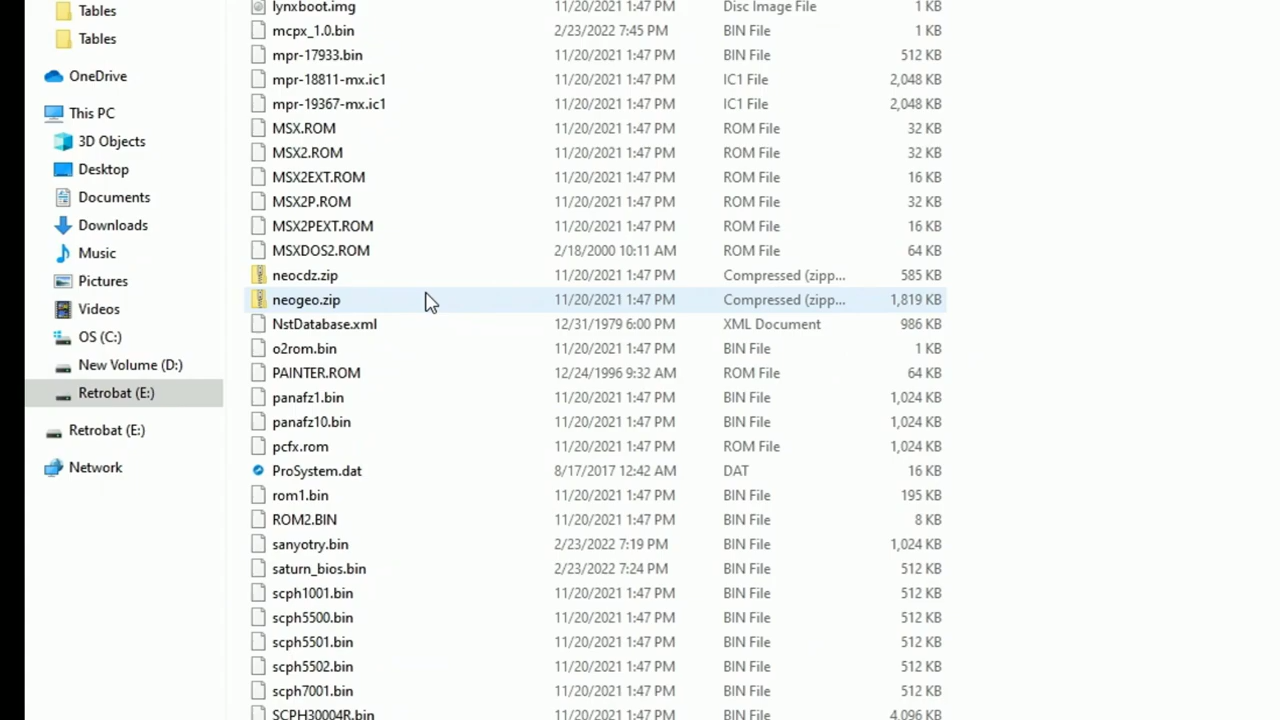 Tables
Tables
OneDrive
This PC
3D Objects
Desktop
Documents
Downloads
Music
Pictures
Videos
OS (C:)
New Volume (D:)
Retrobat (E:)
Retrobat (E:)
Network
lynxboot.img 11/20/2021 1:47 PM Disc Image File 1 KB
mcpx_1.0.bin 2/23/2022 7:45 PM BIN File 1 KB
mpr-17933.bin 11/20/2021 1:47 PM BIN File 512 KB
mpr-18811-mx.ic1 11/20/2021 1:47 PM IC1 File 2,048 KB
mpr-19367-mx.ic1 11/20/2021 1:47 PM IC1 File 2,048 KB
MSX.ROM 11/20/2021 1:47 PM ROM File 32 KB
MSX2.ROM 11/20/2021 1:47 PM ROM File 32 KB
MSX2EXT.ROM 11/20/2021 1:47 PM ROM File 16 KB
MSX2P.ROM 11/20/2021 1:47 PM ROM File 32 KB
MSX2PEXT.ROM 11/20/2021 1:47 PM ROM File 16 KB
MSXDOS2.ROM 2/18/2000 10:11 AM ROM File 64 KB
neocdz.zip 11/20/2021 1:47 PM Compressed (zipp... 585 KB
neogeo.zip 11/20/2021 1:47 PM Compressed (zipp... 1,819 KB
NstDatabase.xml 12/31/1979 6:00 PM XML Document 986 KB
o2rom.bin 11/20/2021 1:47 PM BIN File 1 KB
PAINTER.ROM 12/24/1996 9:32 AM ROM File 64 KB
panafz1.bin 11/20/2021 1:47 PM BIN File 1,024 KB
panafz10.bin 11/20/2021 1:47 PM BIN File 1,024 KB
pcfx.rom 11/20/2021 1:47 PM ROM File 1,024 KB
ProSystem.dat 8/17/2017 12:42 AM DAT 16 KB
rom1.bin 11/20/2021 1:47 PM BIN File 195 KB
ROM2.BIN 11/20/2021 1:47 PM BIN File 8 KB
sanyotry.bin 2/23/2022 7:19 PM BIN File 1,024 KB
saturn_bios.bin 2/23/2022 7:24 PM BIN File 512 KB
scph1001.bin 11/20/2021 1:47 PM BIN File 512 KB
scph5500.bin 11/20/2021 1:47 PM BIN File 512 KB
scph5501.bin 11/20/2021 1:47 PM BIN File 512 KB
scph5502.bin 11/20/2021 1:47 PM BIN File 512 KB
scph7001.bin 11/20/2021 1:47 PM BIN File 512 KB
SCPH30004R.bin 11/20/2021 1:47 PM BIN File 4,096 KB